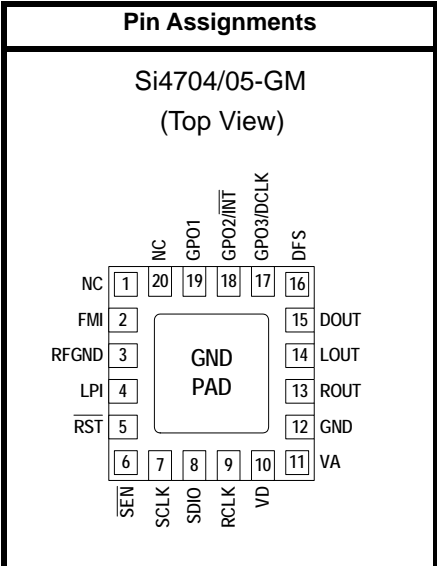 Pin Assignments
Si4704/05-GM
(Top View)
NC
GPO1
GPO2/INT
GPO3/DCLK
DFS
NC 1 20 19 18 17 16
FMI 2 15 DOUT
RFGND 3 GND 14 LOUT
LPI 4 PAD 13 ROUT
RST 5 12 GND
6 7 8 9 10 11 VA
SEN
SCLK
SDIO
RCLK
VD